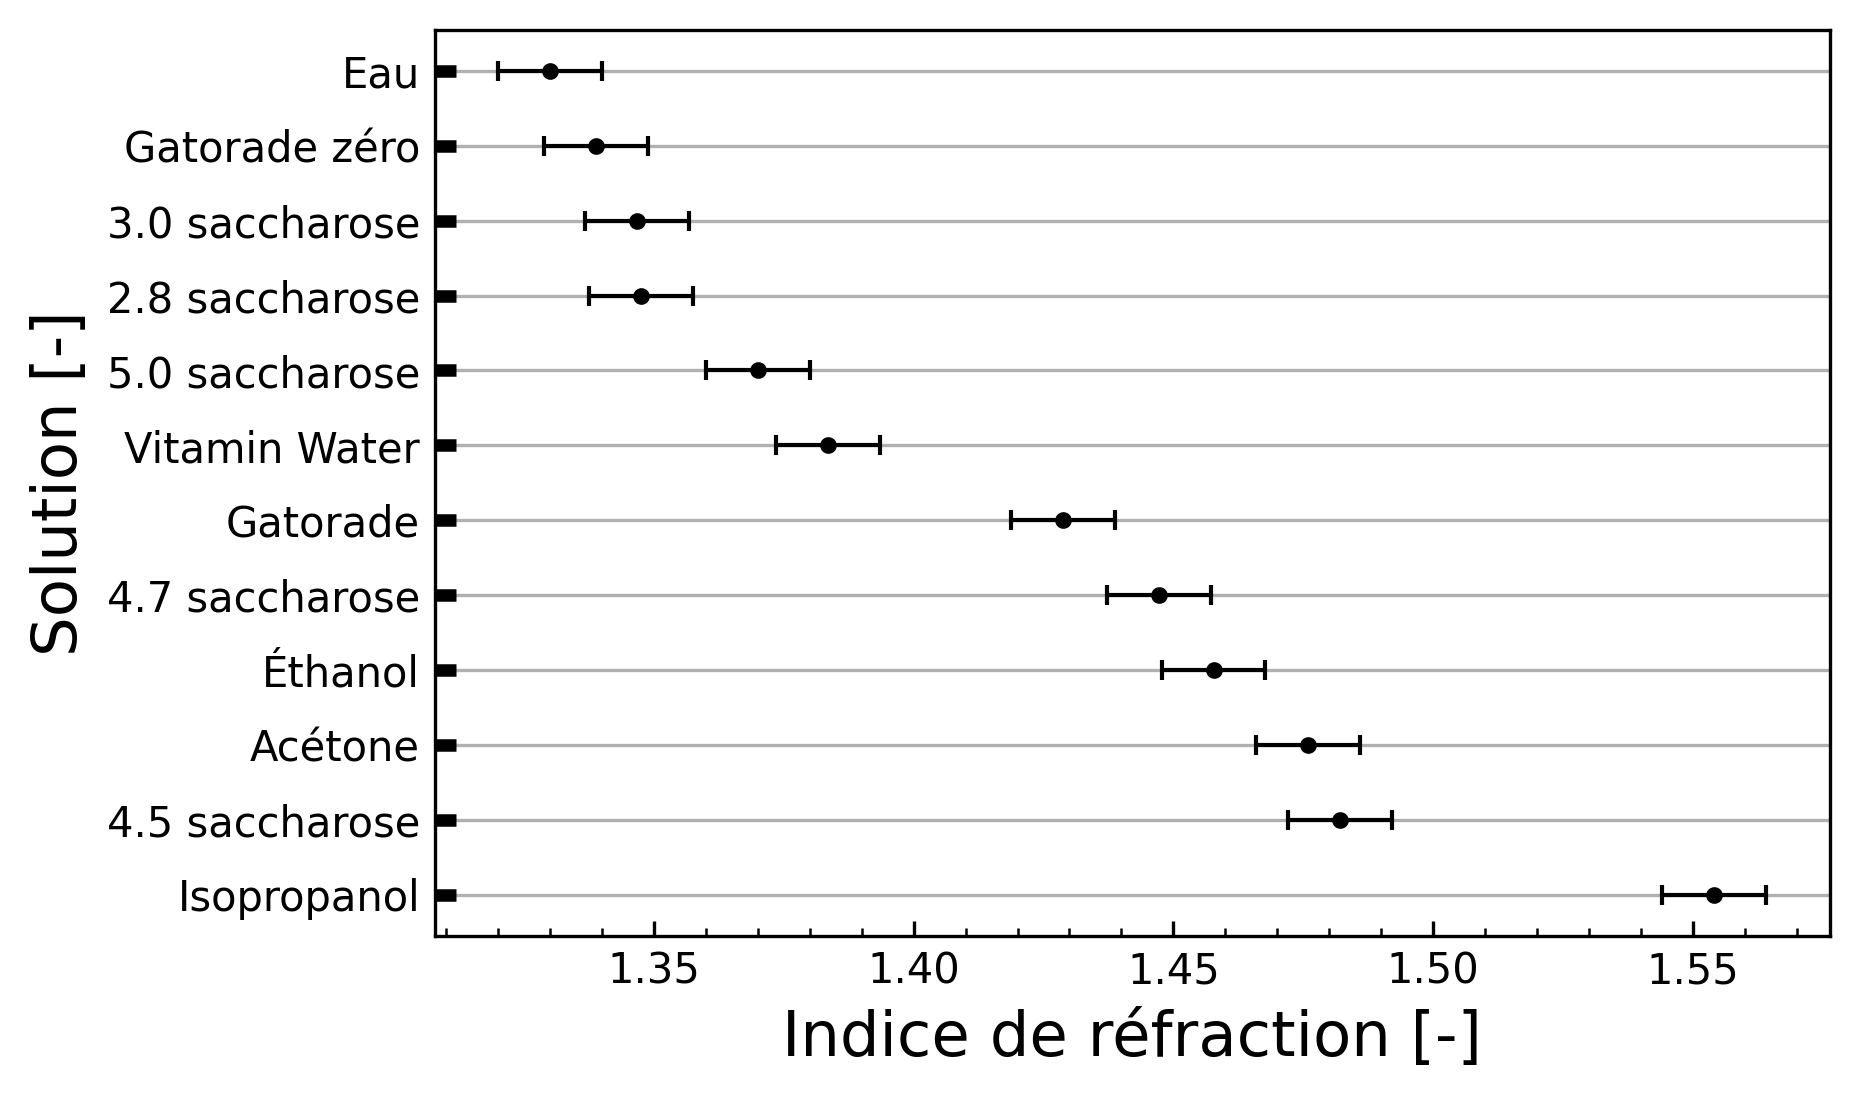 Eau
Gatorade zéro
3.0 saccharose
2.8 saccharose
5.0 saccharose
Vitamin Water
Gatorade
4.7 saccharose
Éthanol
Acétone
4.5 saccharose
Isopropanol
Solution [-]
1.35 1.40 1.45 1.50 1.55
Indice de réfraction [-]